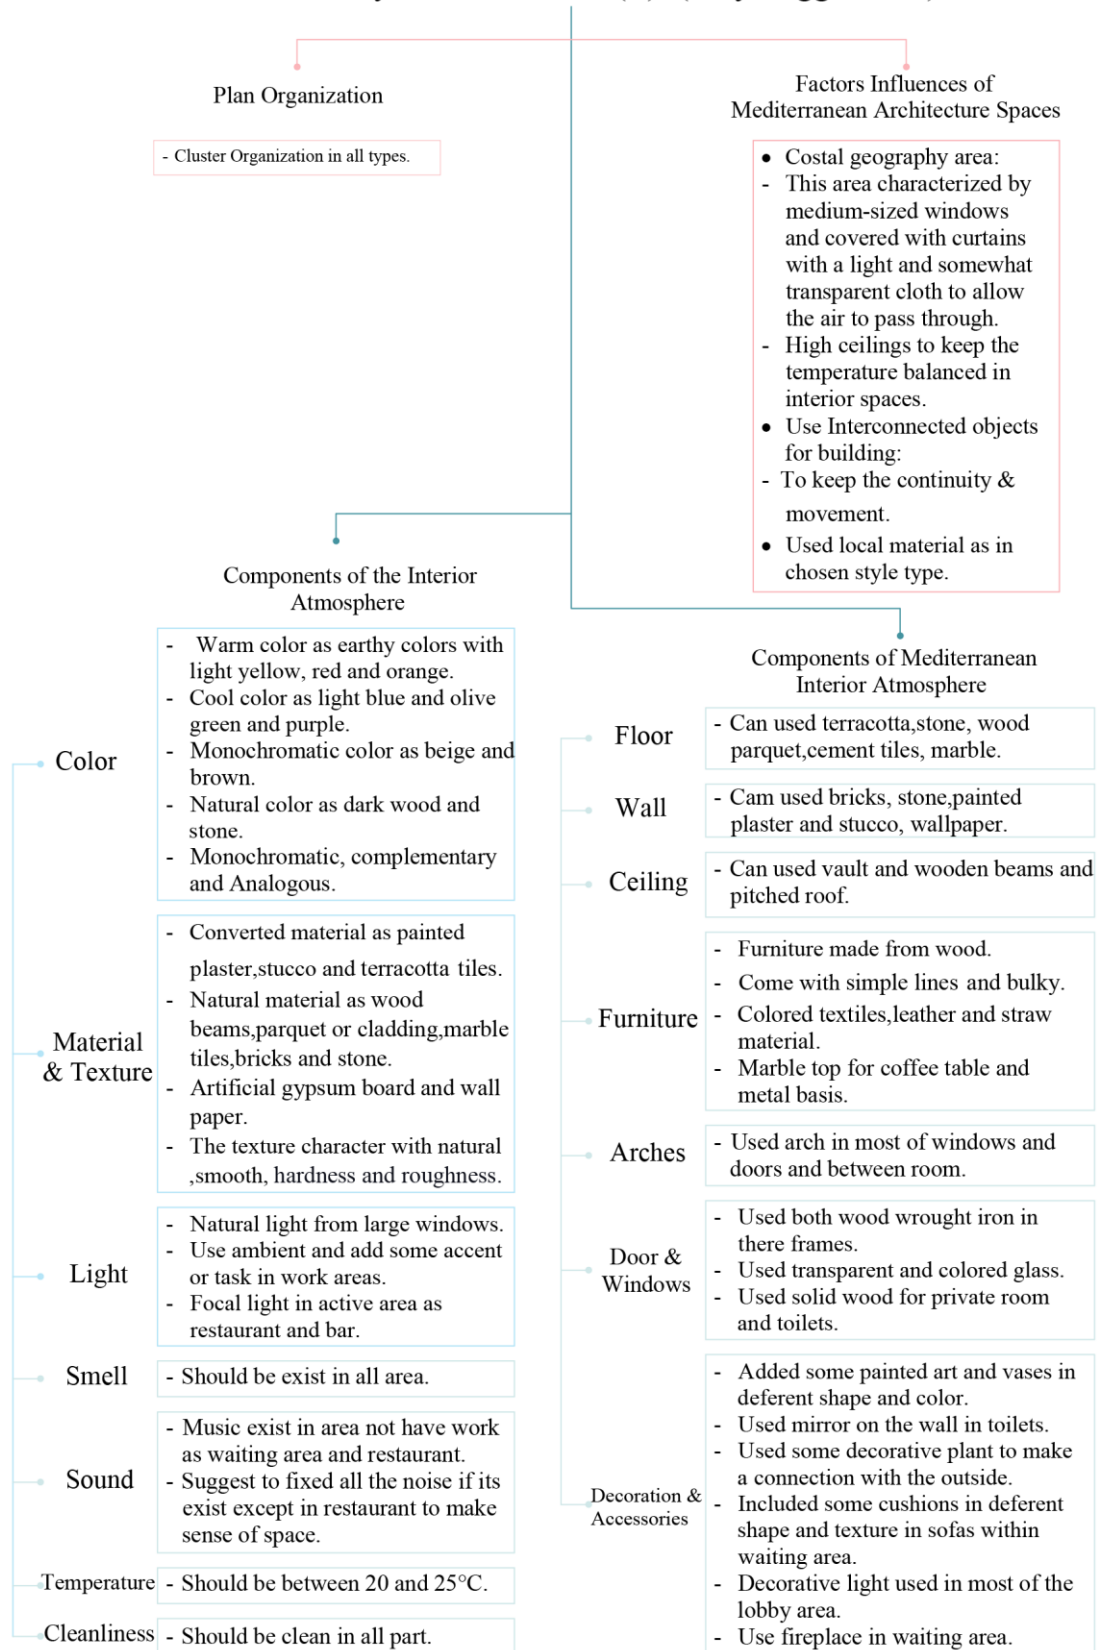 Plan Organization
- Cluster Organization in all types.
Factors Influences of
Mediterranean Architecture Spaces
• Costal geography area:
- This area characterized by
medium-sized windows
and covered with curtains
with a light and somewhat
transparent cloth to allow
the air to pass through.
- High ceilings to keep the
temperature balanced in
interior spaces.
• Use Interconnected objects
for building:
- To keep the continuity &
movement.
• Used local material as in
chosen style type.
Components of the Interior
Atmosphere
Color
- Warm color as earthy colors with
light yellow, red and orange.
- Cool color as light blue and olive
green and purple.
- Monochromatic color as beige and
brown.
- Natural color as dark wood and
stone.
- Monochromatic, complementary
and Analogous.
Material
& Texture
- Converted material as painted
plaster,stucco and terracotta tiles.
- Natural material as wood
beams,parquet or cladding,marble
tiles,bricks and stone.
- Artificial gypsum board and wall
paper.
- The texture character with natural
,smooth, hardness and roughness.
Light
- Natural light from large windows.
- Use ambient and add some accent
or task in work areas.
- Focal light in active area as
restaurant and bar.
Smell
- Should be exist in all area.
Sound
- Music exist in area not have work
as waiting area and restaurant.
- Suggest to fixed all the noise if its
exist except in restaurant to make
sense of space.
Temperature
- Should be between 20 and 25°C.
Cleanliness
- Should be clean in all part.
Components of Mediterranean
Interior Atmosphere
Floor
- Can used terracotta,stone, wood
parquet,cement tiles, marble.
Wall
- Cam used bricks, stone,painted
plaster and stucco, wallpaper.
Ceiling
- Can used vault and wooden beams and
pitched roof.
Furniture
- Furniture made from wood.
- Come with simple lines and bulky.
- Colored textiles,leather and straw
material.
- Marble top for coffee table and
metal basis.
Arches
- Used arch in most of windows and
doors and between room.
Door &
Windows
- Used both wood wrought iron in
there frames.
- Used transparent and colored glass.
- Used solid wood for private room
and toilets.
Decoration &
Accessories
- Added some painted art and vases in
deferent shape and color.
- Used mirror on the wall in toilets.
- Used some decorative plant to make
a connection with the outside.
- Included some cushions in deferent
shape and texture in sofas within
waiting area.
- Decorative light used in most of the
lobby area.
- Use fireplace in waiting area.